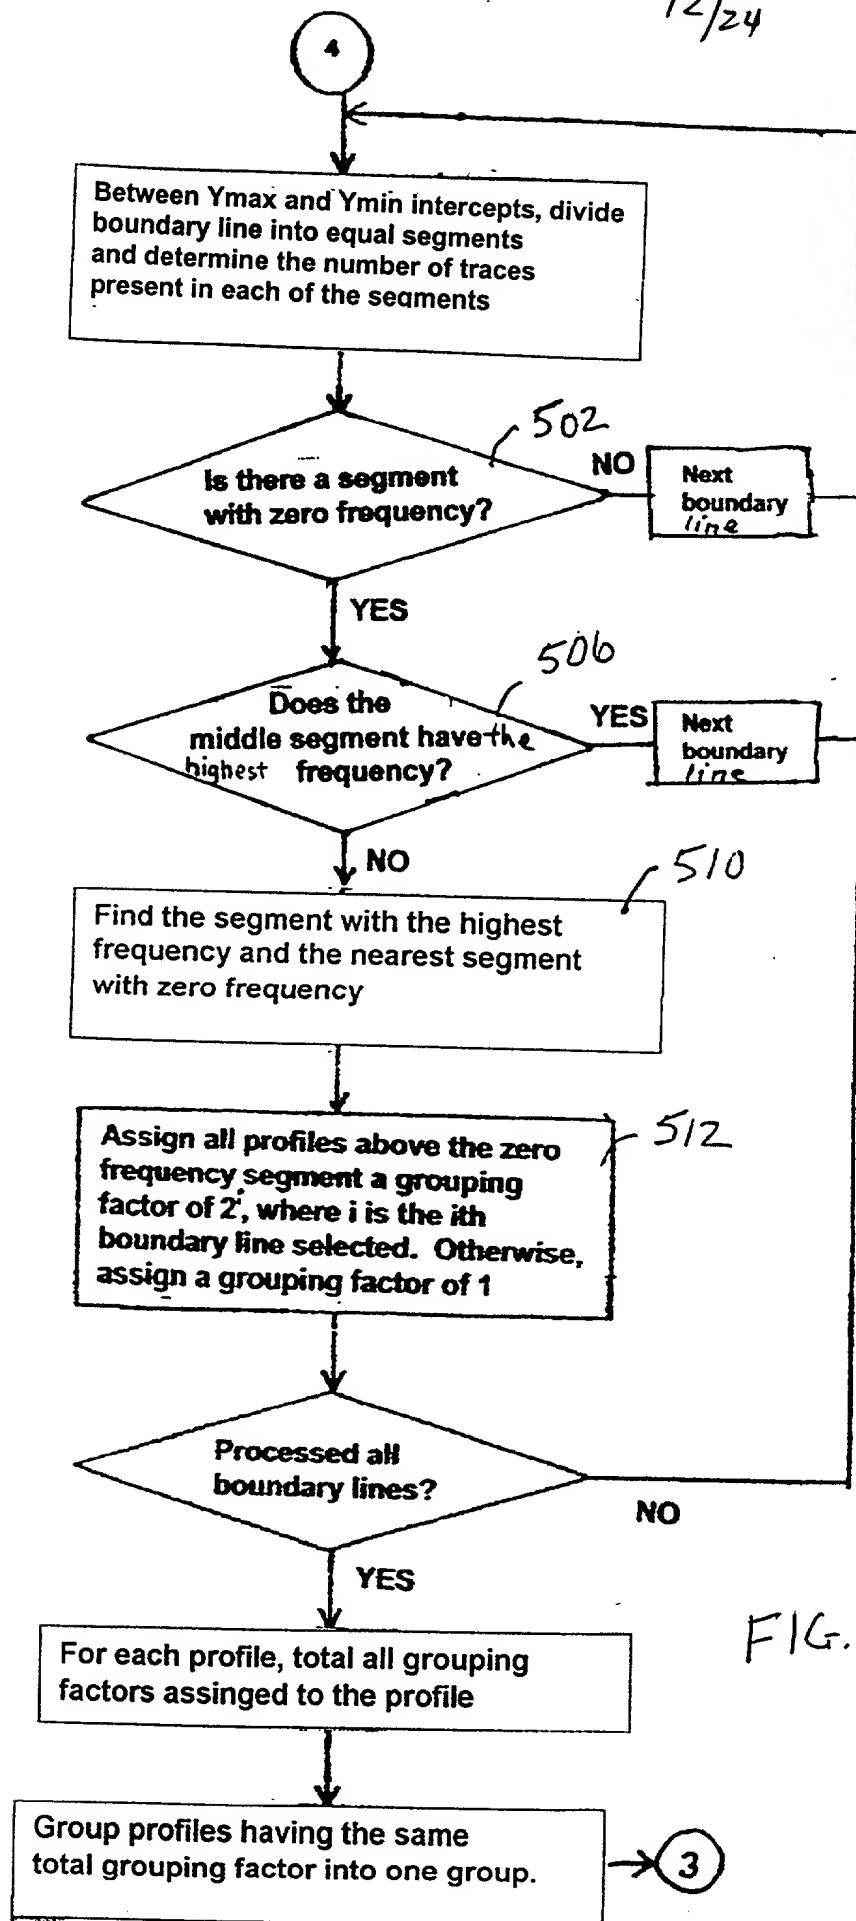 12/24
4
Between Ymax and Ymin intercepts, divide
boundary line into equal segments
and determine the number of traces
present in each of the segments
502
Is there a segment
with zero frequency?
NO
Next
boundary
line
YES
506
Does the
middle segment have the
highest frequency?
YES
Next
boundary
line
NO
510
Find the segment with the highest
frequency and the nearest segment
with zero frequency
512
Assign all profiles above the zero
frequency segment a grouping
factor of 2ⁱ, where i is the ith
boundary line selected. Otherwise,
assign a grouping factor of 1
Processed all
boundary lines?
NO
YES
FIG.
For each profile, total all grouping
factors assinged to the profile
Group profiles having the same
total grouping factor into one group.
3